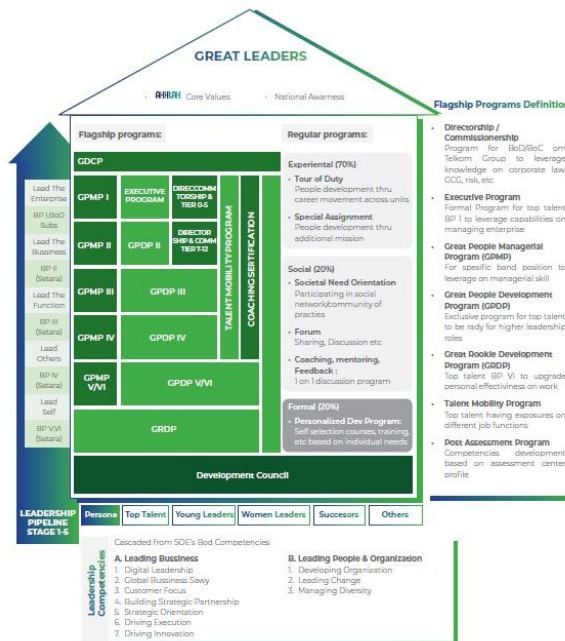 GREAT LEADERS
AKHLAK Core Values
National Awarness
Flagship programs:
GDCP
GPMP I
EXECUTIVE
PROGRAM
DIRECCOMM
TORSHIP &
TIER 0-5
GPMP II
GPDP II
DIRECTOR
SHIP & COMM
TIER 7-12
GPMP III
GPDP III
GPMP IV
GPDP IV
GPMP
V/VI
GPDP V/VI
TALENT MOBILITY PROGRAM
COACHING SERTIFICATION
GRDP
Development Council
Regular programs:
Experiental (70%)
• Tour of Duty
People development thru
career movement across units
• Special Assignment
People development thru
additional mission
Social (20%)
• Societal Need Orientation
Participating in social
network/community of
practies
• Forum
Sharing, Discussion etc
• Coaching, mentoring,
Feedback :
1 on 1 discussion program
Formal (20%)
• Personalized Dev Program:
Self selection courses, training,
etc based on individual needs
Lead The
Enterprise
BP I,BoD
Subs
Lead The
Bussiness
BP II
(Setara)
Lead The
Function
BP III
(Setara)
Lead
Others
BP IV
(Setara)
Lead
Self
BP V,VI
(Setara)
LEADERSHIP
PIPELINE
STAGE 1-5
Persona
Top Talent
Young Leaders
Women Leaders
Succesors
Others
Leadership
Competencies
Cascaded from SOE's Bod Competencies
A. Leading Bussiness
1. Digital Leadership
2. Global Bussiness Savvy
3. Customer Focus
4. Building Strategic Partnership
5. Strategic Orientation
6. Driving Execution
7. Driving Innovation
B. Leading People & Organization
1. Developing Organization
2. Leading Change
3. Managing Diversity
Flagship Programs Definition
• Directorship /
Commissionership
Program for BoD/BoC om
Telkom Group to leverage
knowledge on corporate law,
GCG, risk, etc
• Executive Program
Formal Program for top talent
BP 1 to leverage capabilities on
managing enterprise
• Great People Managerial
Program (GPMP)
For spesific band position to
leverage on managerial skill
• Great People Development
Program (GPDP)
Exclusive program for top talent
to be rady for higher leadership
roles
• Great Rookie Development
Program (GRDP)
Top talent BP VI to upgrade
personal effectiviness on work
• Talent Mobility Program
Top talent having exposures on
different job functions
• Post Assessment Program
Competencies development
based on assessment center
profile